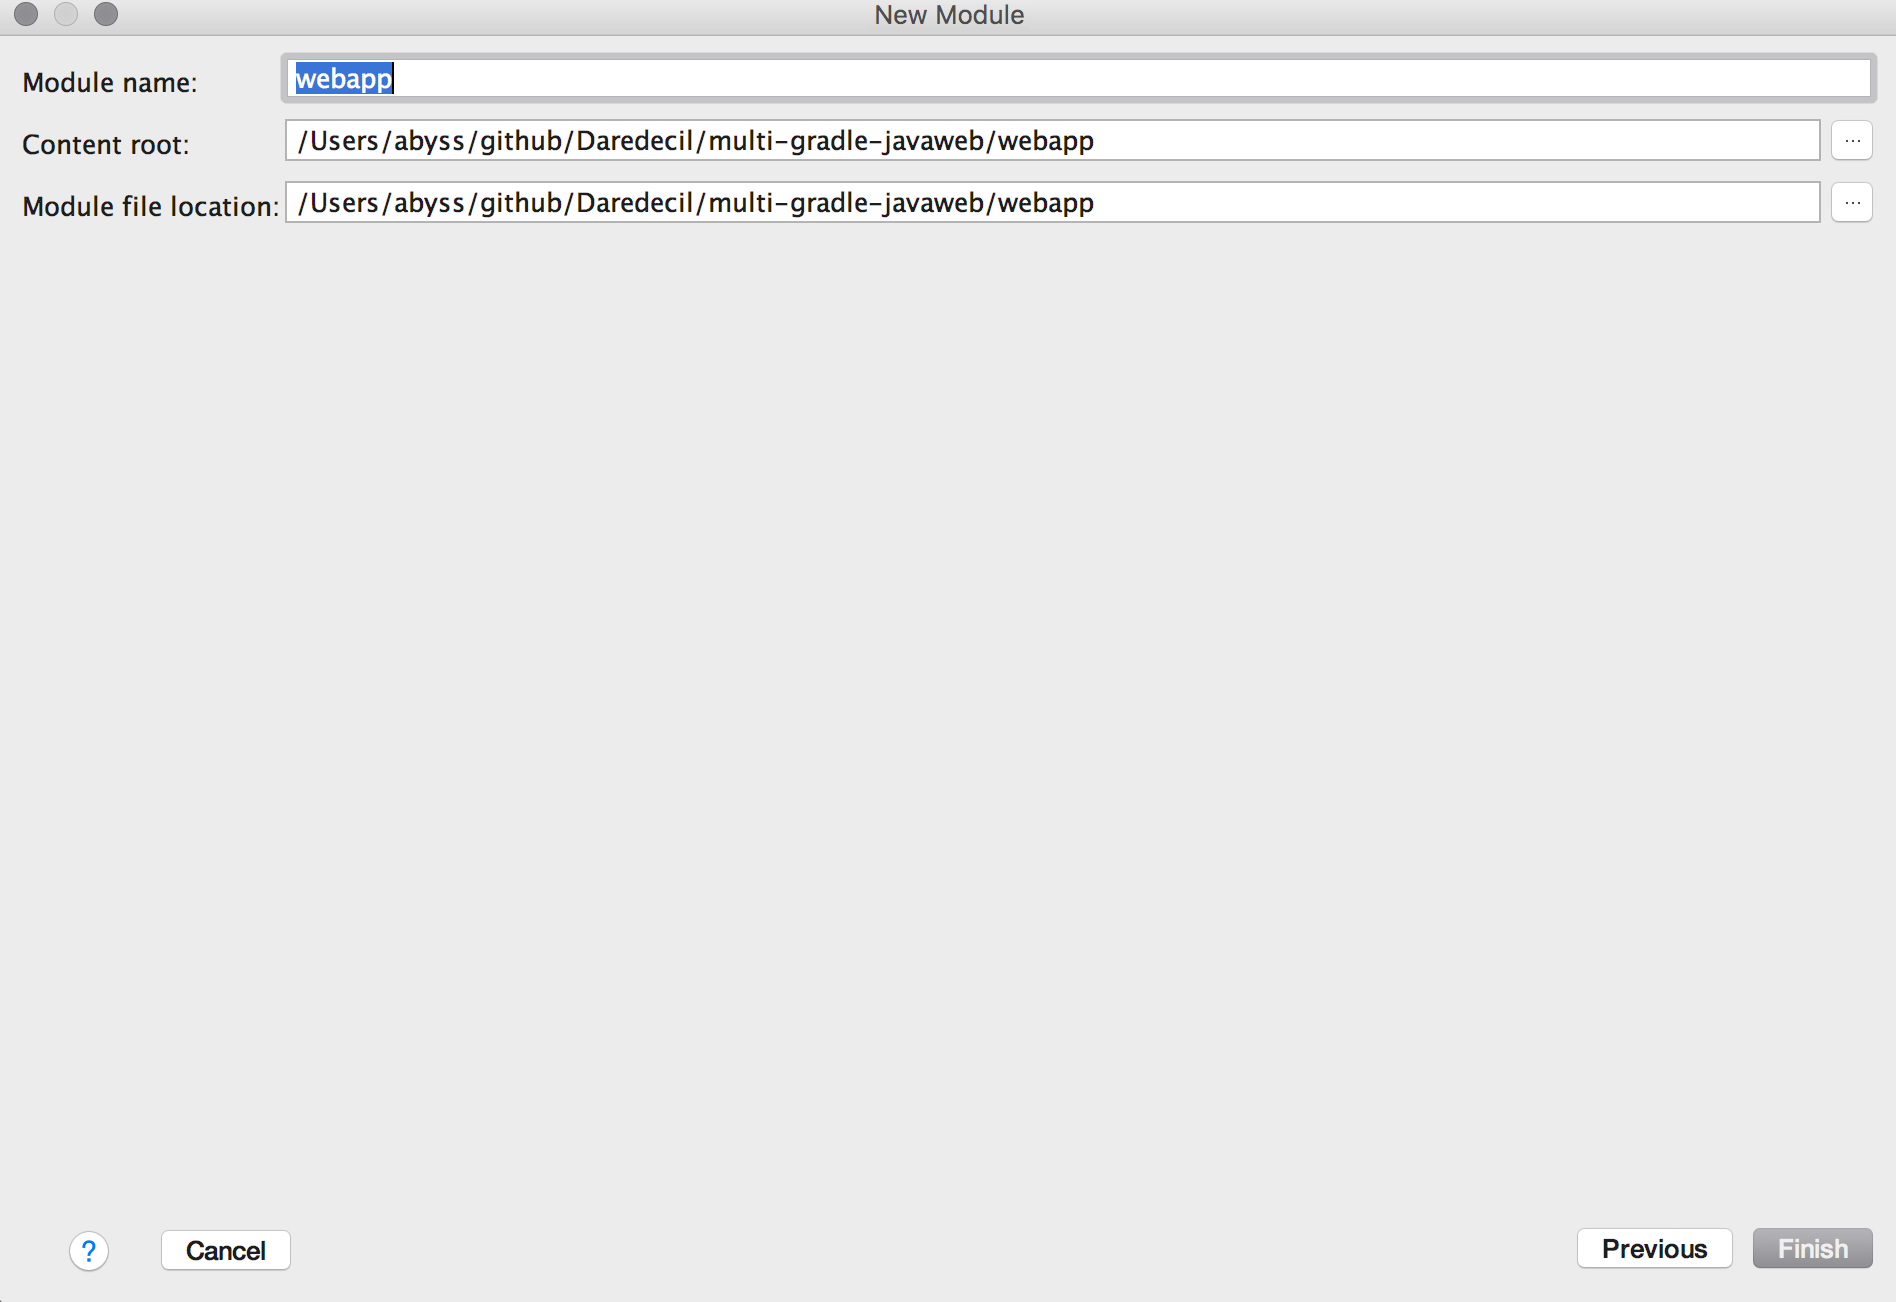 New Module
Module name: webapp
Content root: /Users/abyss/github/Daredecil/multi-gradle-javaweb/webapp ...
Module file location: /Users/abyss/github/Daredecil/multi-gradle-javaweb/webapp ...
? Cancel Previous Finish